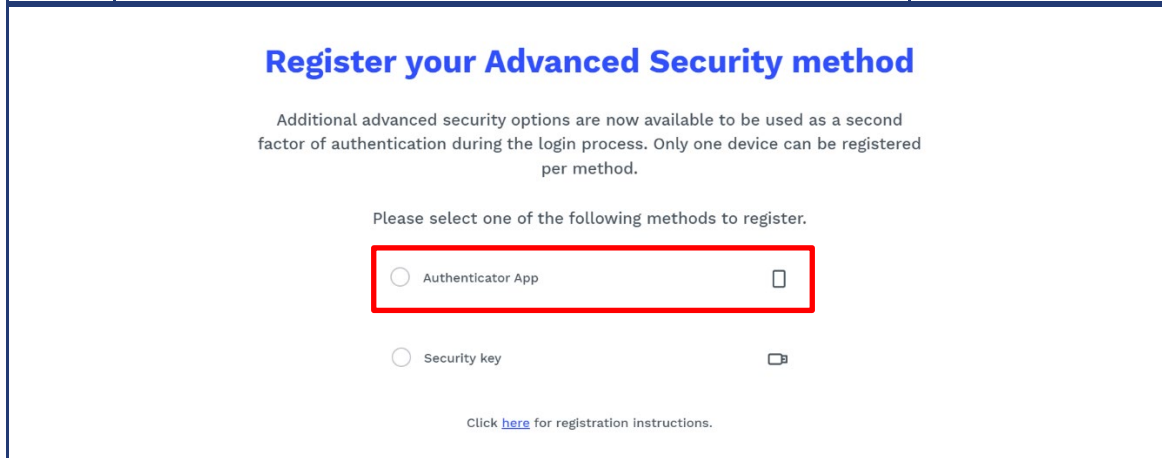 Register your Advanced Security method
Additional advanced security options are now available to be used as a second
factor of authentication during the login process. Only one device can be registered
per method.
Please select one of the following methods to register.
Authenticator App
Security key
Click here for registration instructions.